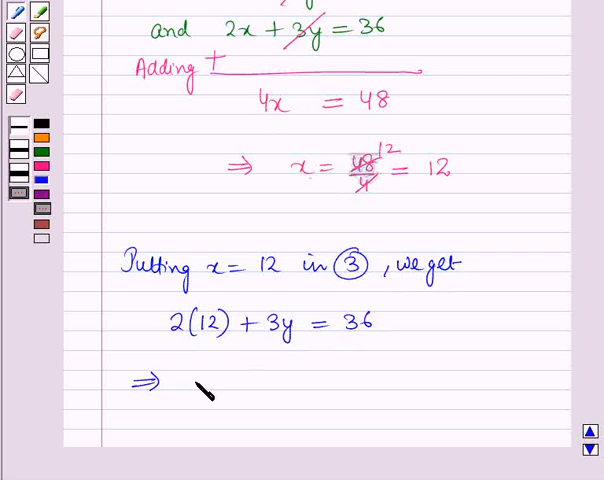 and 2x + 3y = 36
Adding +
4x = 48
⇒ x = 48/4 12 = 12
Putting x = 12 in ③, we get
2(12) + 3y = 36
⇒